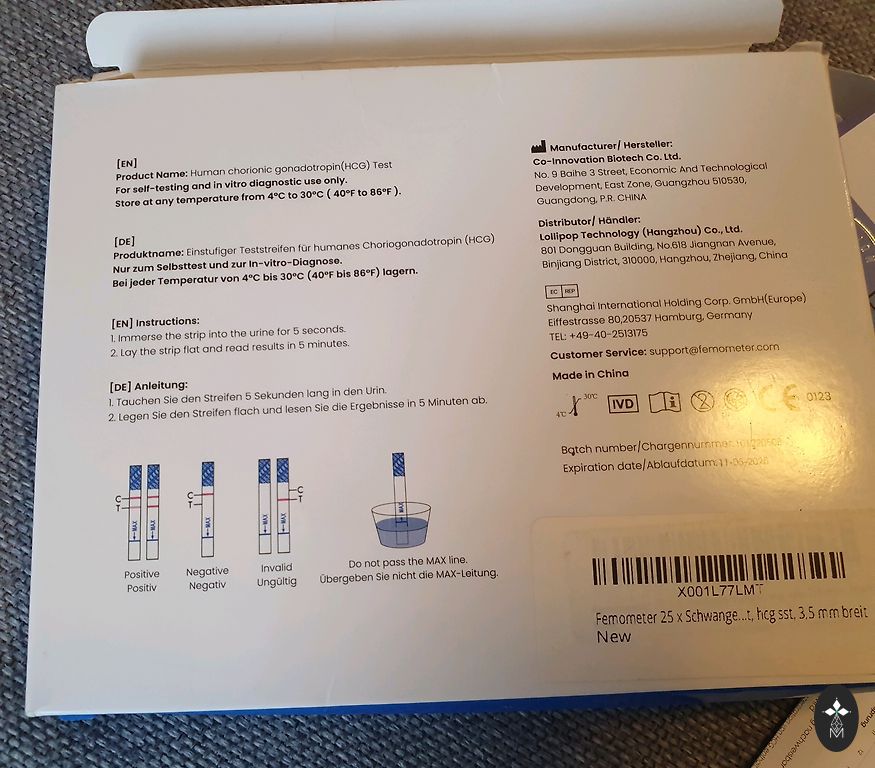 [EN]
Product Name: Human chorionic gonadotropin(HCG) Test
For self-testing and in vitro diagnostic use only.
Store at any temperature from 4°C to 30°C ( 40°F to 86°F ).
[DE]
Produktname: Einstufiger Teststreifen für humanes Choriogonadotropin (HCG)
Nur zum Selbsttest und zur In-vitro-Diagnose.
Bei jeder Temperatur von 4°C bis 30°C (40°F bis 86°F) lagern.
[EN] Instructions:
1. Immerse the strip into the urine for 5 seconds.
2. Lay the strip flat and read results in 5 minutes.
[DE] Anleitung:
1. Tauchen Sie den Streifen 5 Sekunden lang in den Urin.
2. Legen Sie den Streifen flach und lesen Sie die Ergebnisse in 5 Minuten ab.
C
T
MAX
MAX
Positive
Positiv
C
T
MAX
Negative
Negativ
MAX
MAX
C
T
Invalid
Ungültig
MAX
Do not pass the MAX line.
Übergeben Sie nicht die MAX-Leitung.
Manufacturer/ Hersteller:
Co-Innovation Biotech Co. Ltd.
No. 9 Baihe 3 Street, Economic And Technological
Development, East Zone, Guangzhou 510530,
Guangdong, P.R. CHINA
Distributor/ Händler:
Lollipop Technology (Hangzhou) Co., Ltd.
801 Dongguan Building, No.618 Jiangnan Avenue,
Binjiang District, 310000, Hangzhou, Zhejiang, China
EC REP
Shanghai International Holding Corp. GmbH(Europe)
Eiffestrasse 80,20537 Hamburg, Germany
TEL: +49-40-2513175
Customer Service: support@femometer.com
Made in China
4°C 30°C IVD CE 0123
Batch number/Chargennummer:
Expiration date/Ablaufdatum:
X001L77LMT
Femometer 25 x Schwange...t, hcg sst, 3,5 mm breit
New
M